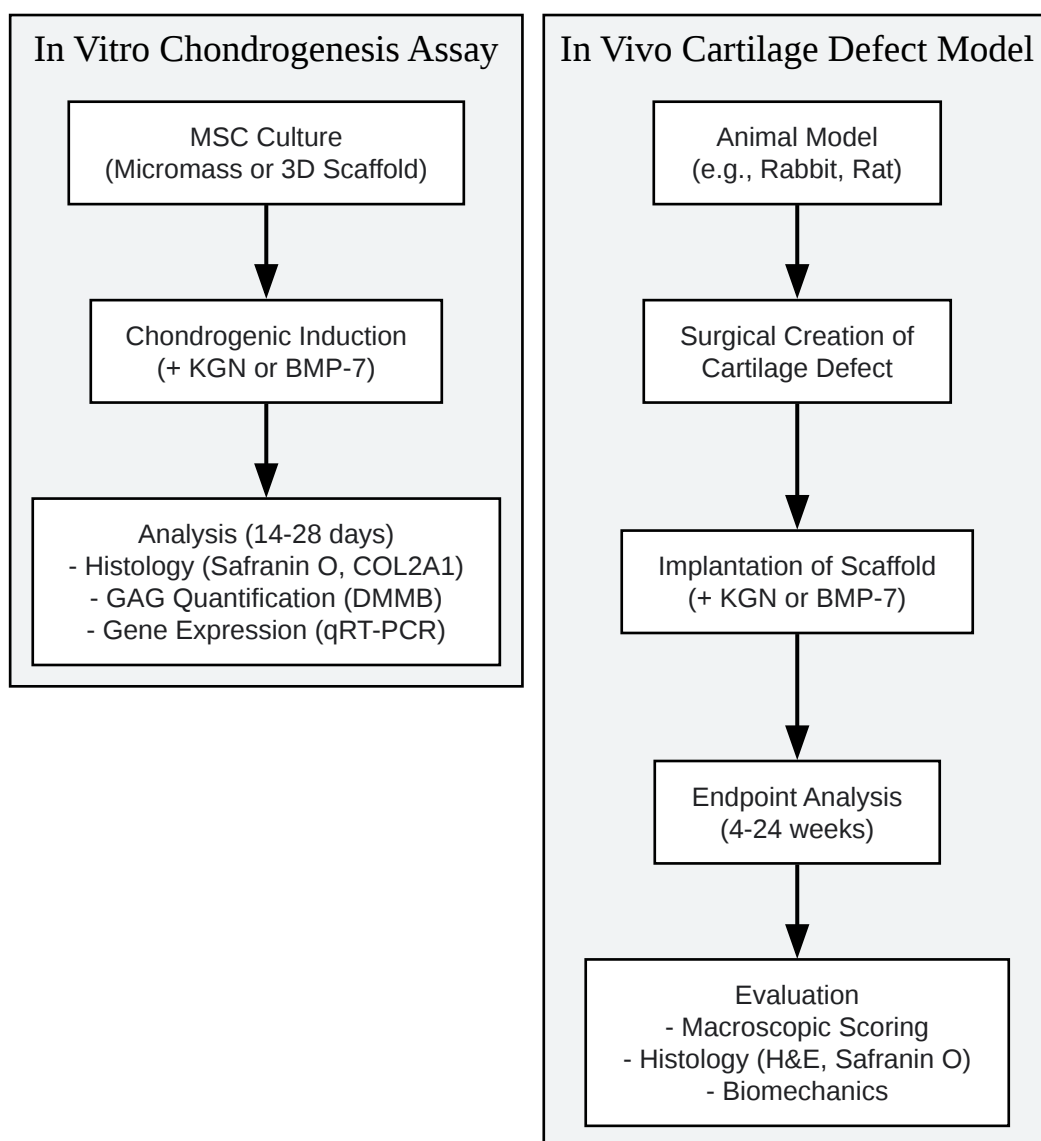 In Vitro Chondrogenesis Assay
MSC Culture
(Micromass or 3D Scaffold)
Chondrogenic Induction
(+ KGN or BMP-7)
Analysis (14-28 days)
- Histology (Safranin O, COL2A1)
- GAG Quantification (DMMB)
- Gene Expression (qRT-PCR)
In Vivo Cartilage Defect Model
Animal Model
(e.g., Rabbit, Rat)
Surgical Creation of
Cartilage Defect
Implantation of Scaffold
(+ KGN or BMP-7)
Endpoint Analysis
(4-24 weeks)
Evaluation
- Macroscopic Scoring
- Histology (H&E, Safranin O)
- Biomechanics